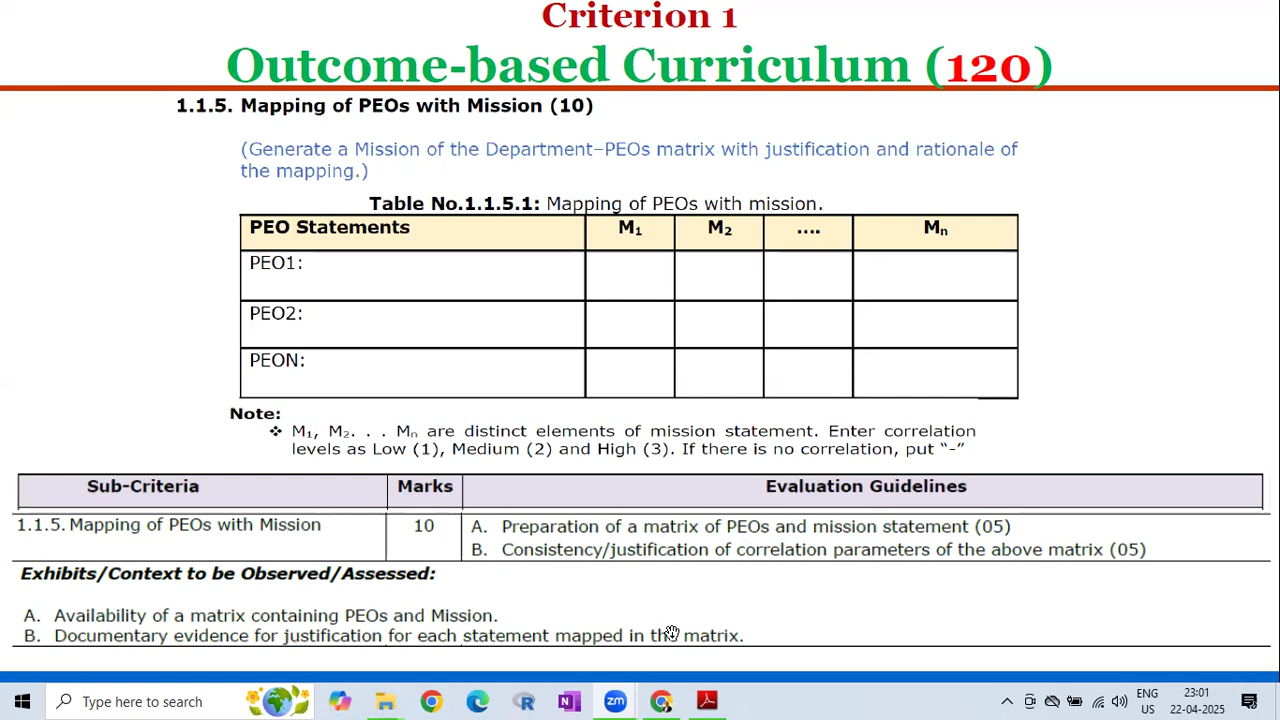 Criterion 1
Outcome-based Curriculum (120)
1.1.5. Mapping of PEOs with Mission (10)
(Generate a Mission of the Department–PEOs matrix with justification and rationale of
the mapping.)
Table No.1.1.5.1: Mapping of PEOs with mission.
PEO Statements M1 M2 .... Mn
PEO1:
PEO2:
PEON:
Note:
❖ M1, M2. . . Mn are distinct elements of mission statement. Enter correlation
levels as Low (1), Medium (2) and High (3). If there is no correlation, put “-”
Sub-Criteria Marks Evaluation Guidelines
1.1.5. Mapping of PEOs with Mission 10 A. Preparation of a matrix of PEOs and mission statement (05)
B. Consistency/justification of correlation parameters of the above matrix (05)
Exhibits/Context to be Observed/Assessed:
A. Availability of a matrix containing PEOs and Mission.
B. Documentary evidence for justification for each statement mapped in the matrix.
Type here to search
zm
R
N
ENG
US
23:01
22-04-2025